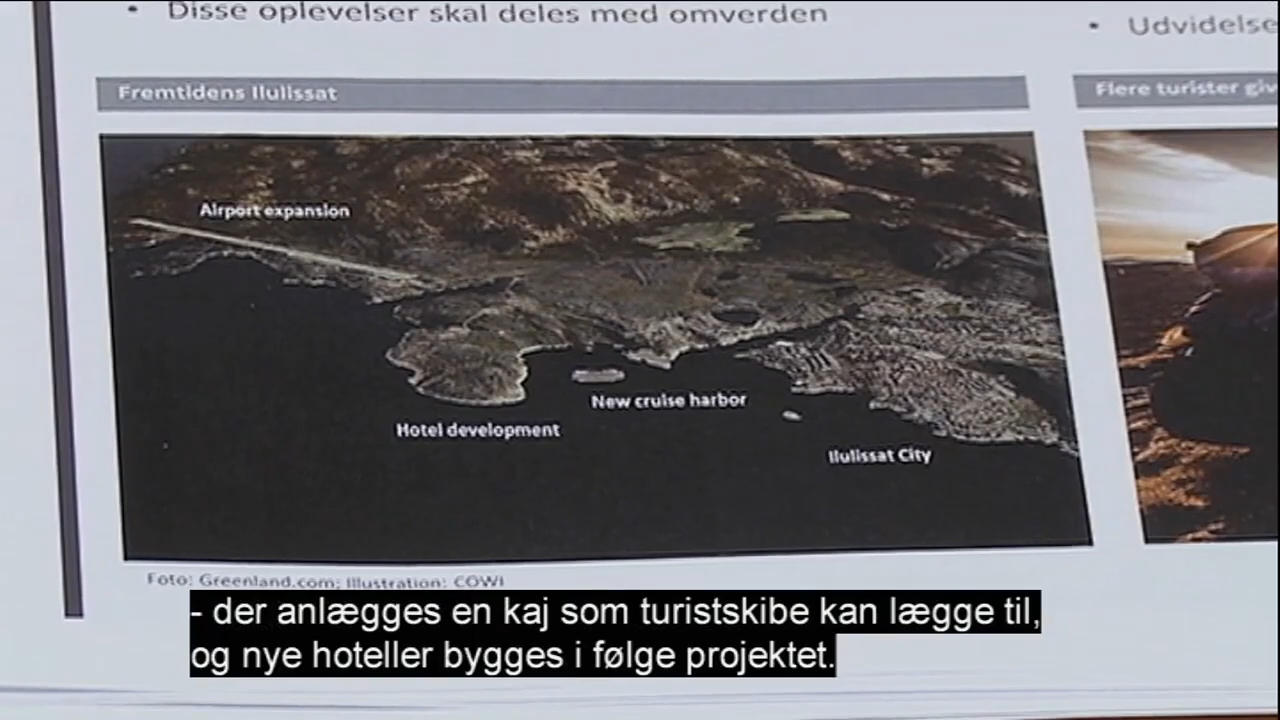 • Disse oplevelser skal deles med omverden
• Udvidelse
Fremtidens Ilulissat
Flere turister giv
Airport expansion
New cruise harbor
Hotel development
Ilulissat City
Foto: Greenland.com; Illustration: COWI
- der anlægges en kaj som turistskibe kan lægge til,
og nye hoteller bygges i følge projektet.